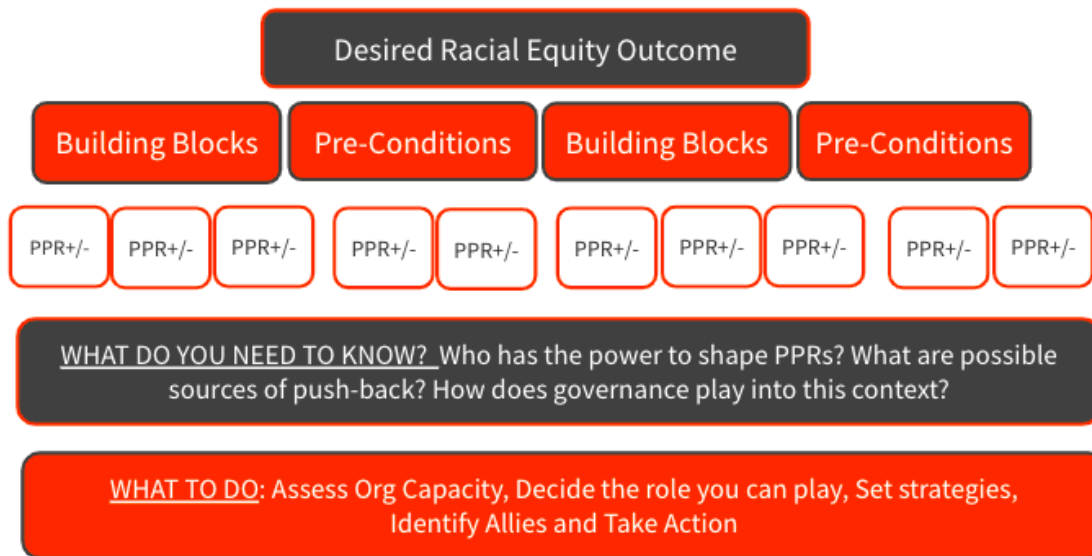 Desired Racial Equity Outcome
Building Blocks
Pre-Conditions
Building Blocks
Pre-Conditions
PPR+/-
PPR+/-
PPR+/-
PPR+/-
PPR+/-
PPR+/-
PPR+/-
PPR+/-
PPR+/-
PPR+/-
WHAT DO YOU NEED TO KNOW? Who has the power to shape PPRs? What are possible
sources of push-back? How does governance play into this context?
WHAT TO DO: Assess Org Capacity, Decide the role you can play, Set strategies,
Identify Allies and Take Action